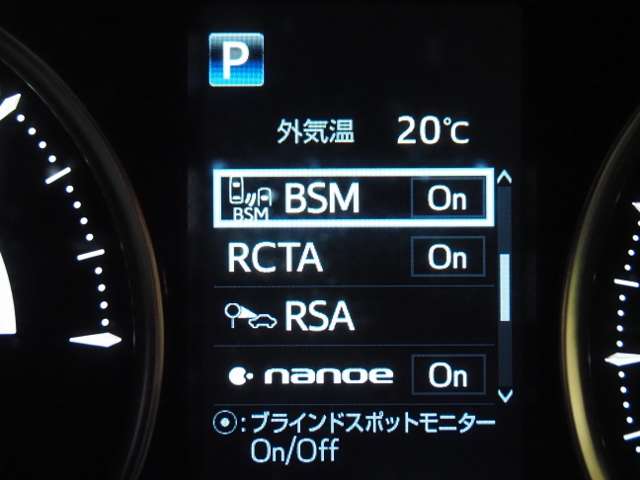 P
外気温 20℃
BSM BSM On
RCTA On
RSA
nanoe On
⦿:ブラインドスポットモニター
On/Off